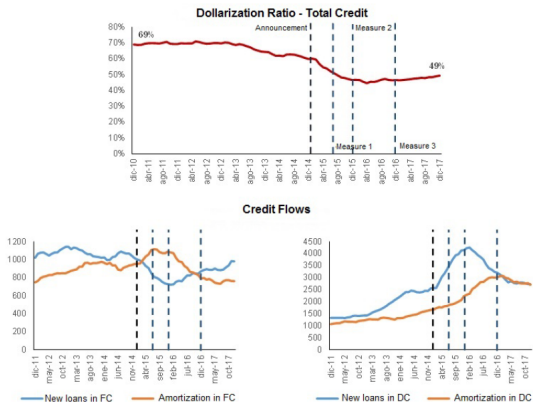 Dollarization Ratio - Total Credit
80%
70%
60%
50%
40%
30%
20%
10%
0%
69%
Announcement
Measure 2
49%
Measure 1
Measure 3
dic-10
abr-11
ago-11
dic-11
abr-12
ago-12
dic-12
abr-13
ago-13
dic-13
abr-14
ago-14
dic-14
abr-15
ago-15
dic-15
abr-16
ago-16
dic-16
abr-17
ago-17
dic-17
Credit Flows
1200
1000
800
600
400
200
0
dic-11
may-12
oct-12
mar-13
ago-13
ene-14
jun-14
nov-14
abr-15
sep-15
feb-16
jul-16
dic-16
may-17
oct-17
New loans in FC
Amortization in FC
4500
4000
3500
3000
2500
2000
1500
1000
500
0
dic-11
may-12
oct-12
mar-13
ago-13
ene-14
jun-14
nov-14
abr-15
sep-15
feb-16
jul-16
dic-16
may-17
oct-17
New loans in DC
Amortization in DC